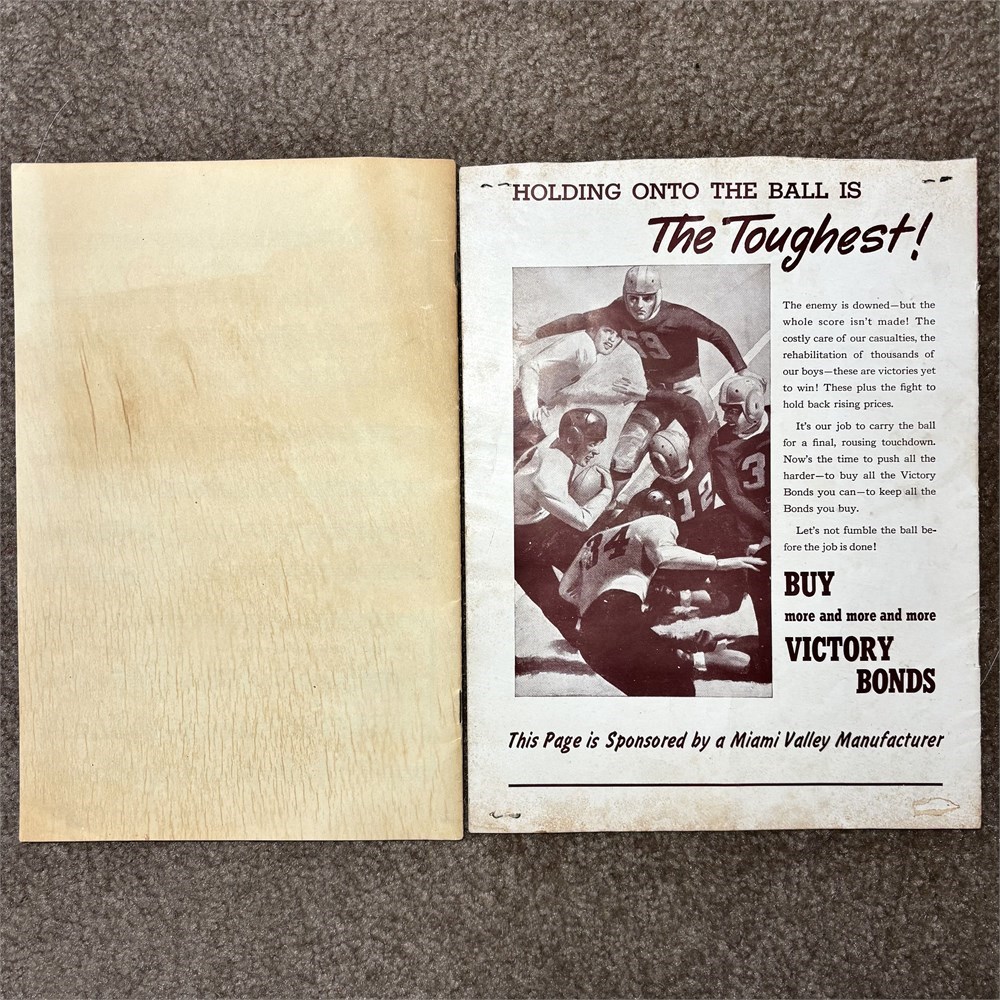 HOLDING ONTO THE BALL IS
The Toughest!
59
12
3
34
The enemy is downed—but the
whole score isn't made! The
costly care of our casualties, the
rehabilitation of thousands of
our boys—these are victories yet
to win! These plus the fight to
hold back rising prices.
It's our job to carry the ball
for a final, rousing touchdown.
Now's the time to push all the
harder—to buy all the Victory
Bonds you can—to keep all the
Bonds you buy.
Let's not fumble the ball be-
fore the job is done!
BUY
more and more and more
VICTORY
BONDS
This Page is Sponsored by a Miami Valley Manufacturer